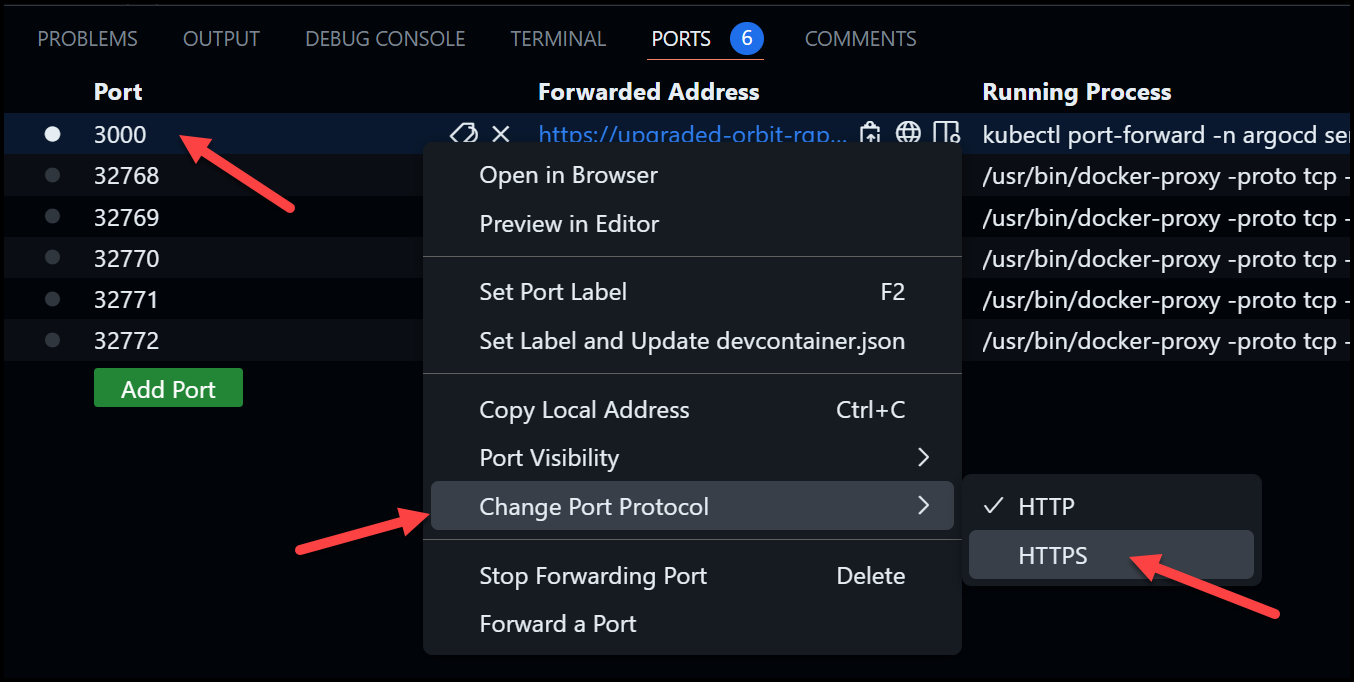 PROBLEMS OUTPUT DEBUG CONSOLE TERMINAL PORTS 6 COMMENTS
Port Forwarded Address Running Process
3000 https://upgraded-orbit-rqp... kubectl port-forward -n argocd ser
32768 /usr/bin/docker-proxy -proto tcp -
32769 /usr/bin/docker-proxy -proto tcp -
32770 /usr/bin/docker-proxy -proto tcp -
32771 /usr/bin/docker-proxy -proto tcp -
32772 /usr/bin/docker-proxy -proto tcp -
Add Port
Open in Browser
Preview in Editor
Set Port Label F2
Set Label and Update devcontainer.json
Copy Local Address Ctrl+C
Port Visibility
Change Port Protocol
HTTP
HTTPS
Stop Forwarding Port Delete
Forward a Port